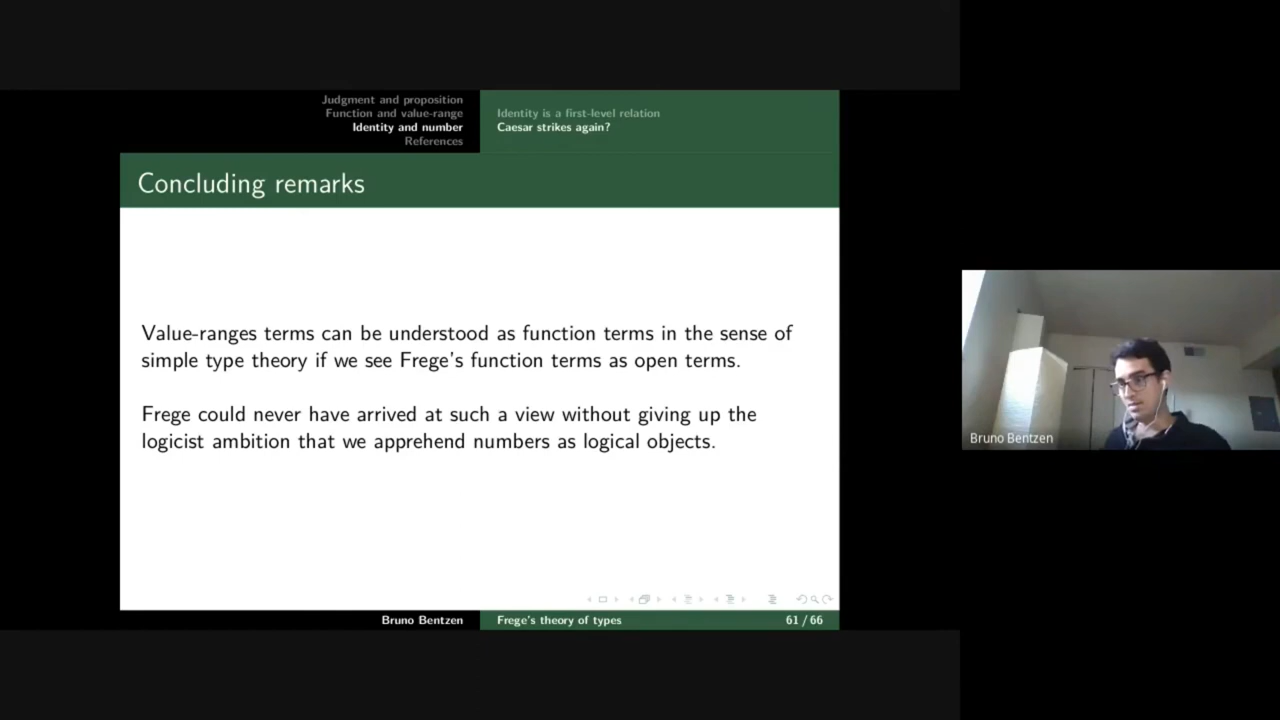 Judgment and proposition
Function and value-range
Identity and number
References
Identity is a first-level relation
Caesar strikes again?
Concluding remarks
Value-ranges terms can be understood as function terms in the sense of
simple type theory if we see Frege's function terms as open terms.
Frege could never have arrived at such a view without giving up the
logicist ambition that we apprehend numbers as logical objects.
Bruno Bentzen
Frege's theory of types
61 / 66
Bruno Bentzen